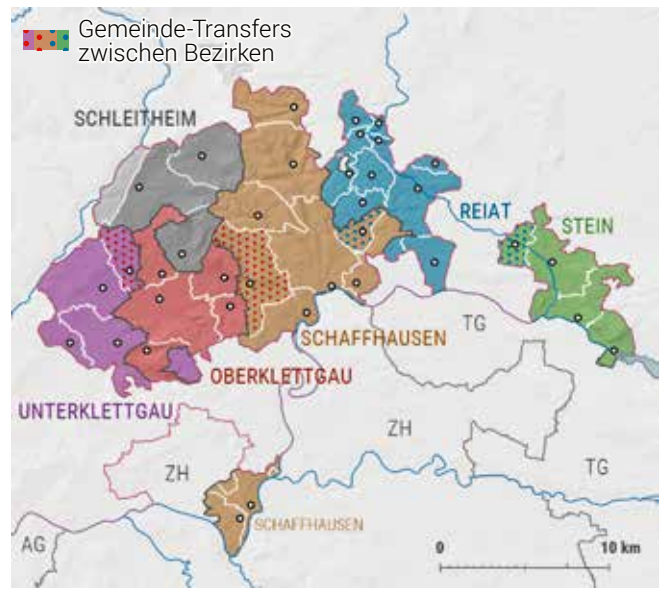 Gemeinde-Transfers
zwischen Bezirken
SCHLEITHEIM
REIAT
STEIN
TG
SCHAFFHAUSEN
OBERKLETTGAU
UNTERKLETTGAU
ZH
ZH
TG
SCHAFFHAUSEN
AG
0 10 km